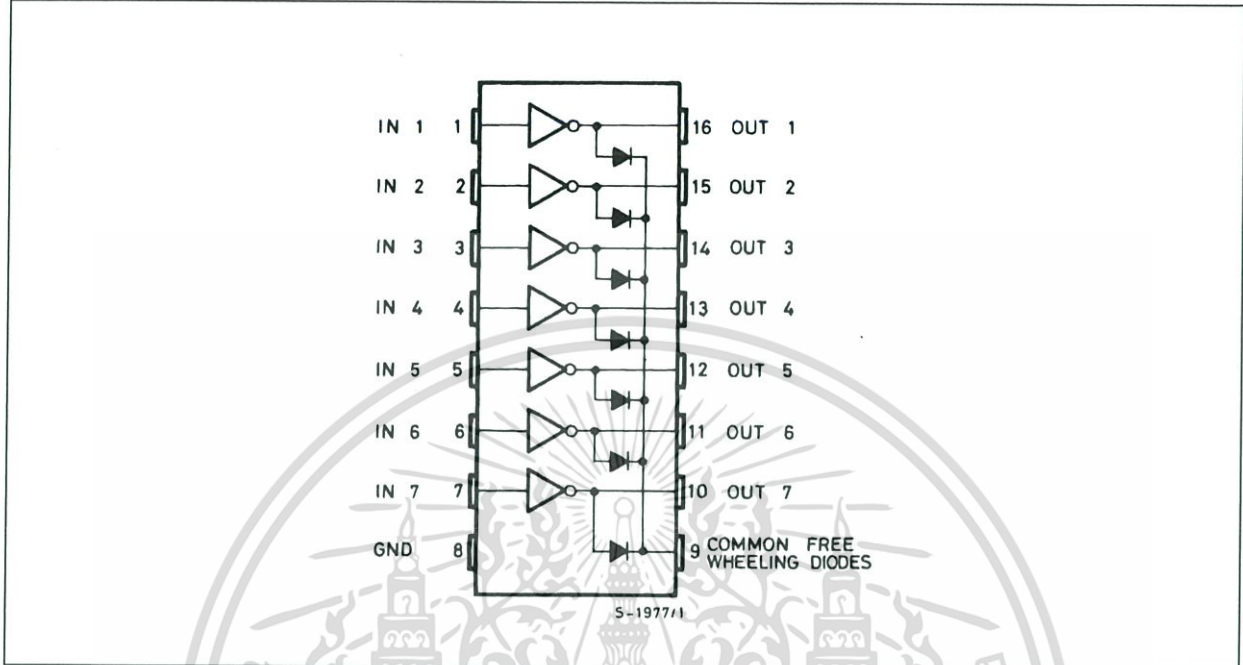 IN 1 1 16 OUT 1
IN 2 2 15 OUT 2
IN 3 3 14 OUT 3
IN 4 4 13 OUT 4
IN 5 5 12 OUT 5
IN 6 6 11 OUT 6
IN 7 7 10 OUT 7
GND 8 9 COMMON FREE
WHEELING DIODES
S-1977/1